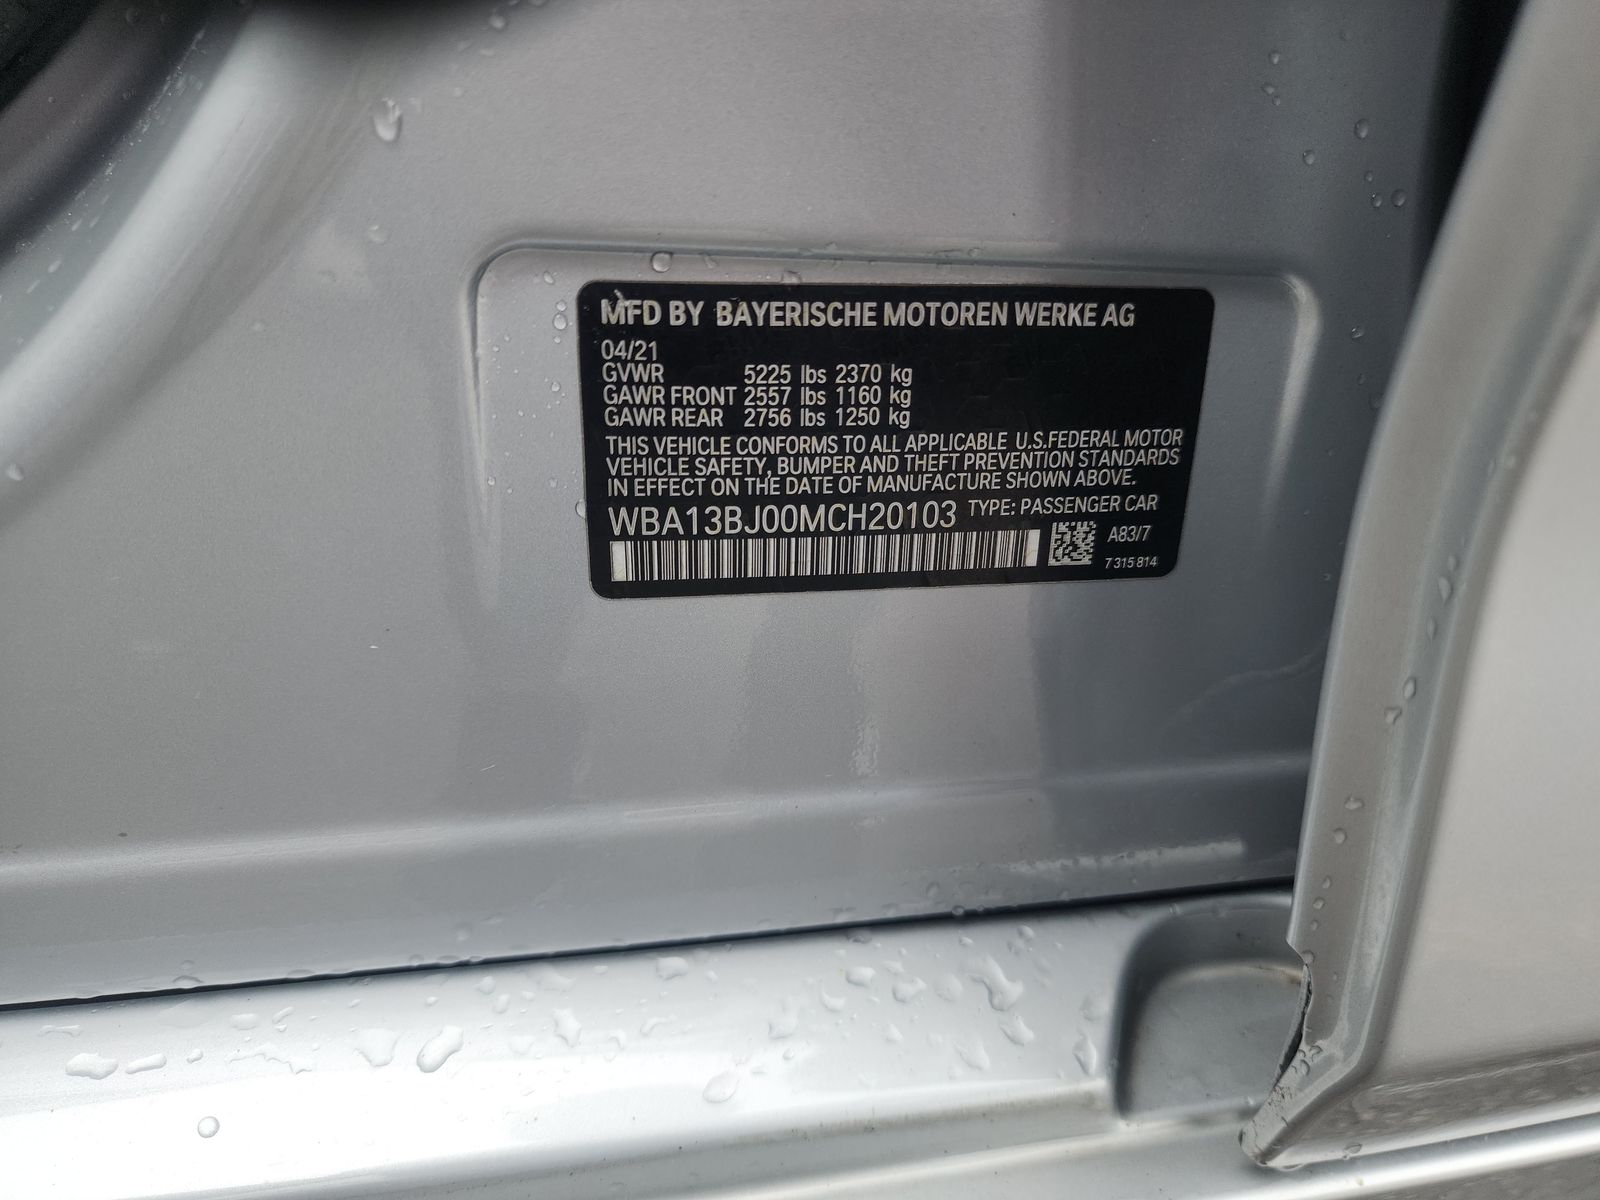 MFD BY BAYERISCHE MOTOREN WERKE AG
04/21
GVWR 5225 lbs 2370 kg
GAWR FRONT 2557 lbs 1160 kg
GAWR REAR 2756 lbs 1250 kg
THIS VEHICLE CONFORMS TO ALL APPLICABLE U.S.FEDERAL MOTOR
VEHICLE SAFETY, BUMPER AND THEFT PREVENTION STANDARDS
IN EFFECT ON THE DATE OF MANUFACTURE SHOWN ABOVE.
WBA13BJ00MCH20103 TYPE: PASSENGER CAR
A83/7
7 315 814